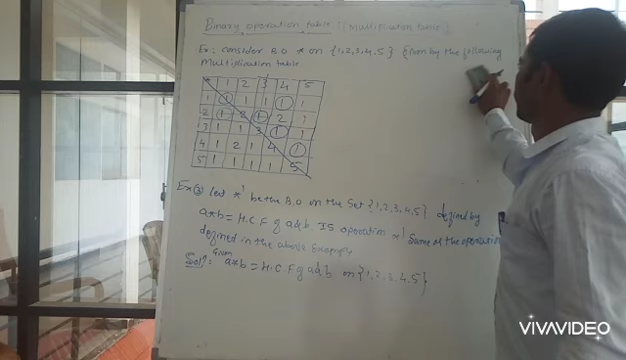 Binary operation table :- (Multiplication table)
Ex: consider B.O * on {1,2,3,4,5} given by the following
Multiplication table
* 1 2 3 4 5
1 1 1 1 1 1
2 1 2 1 2 1
3 1 1 3 1 1
4 1 2 1 4 1
5 1 1 1 1 5
Ex ② let *' be the B.O on the Set {1,2,3,4,5} defined by
a*b = H.C.F of a&b. Is operation *' Same as the operation
defined in the above
Sol: Given a*b = H.C.F of a&b on {1,2,3,4,5}
VIVAVIDEO